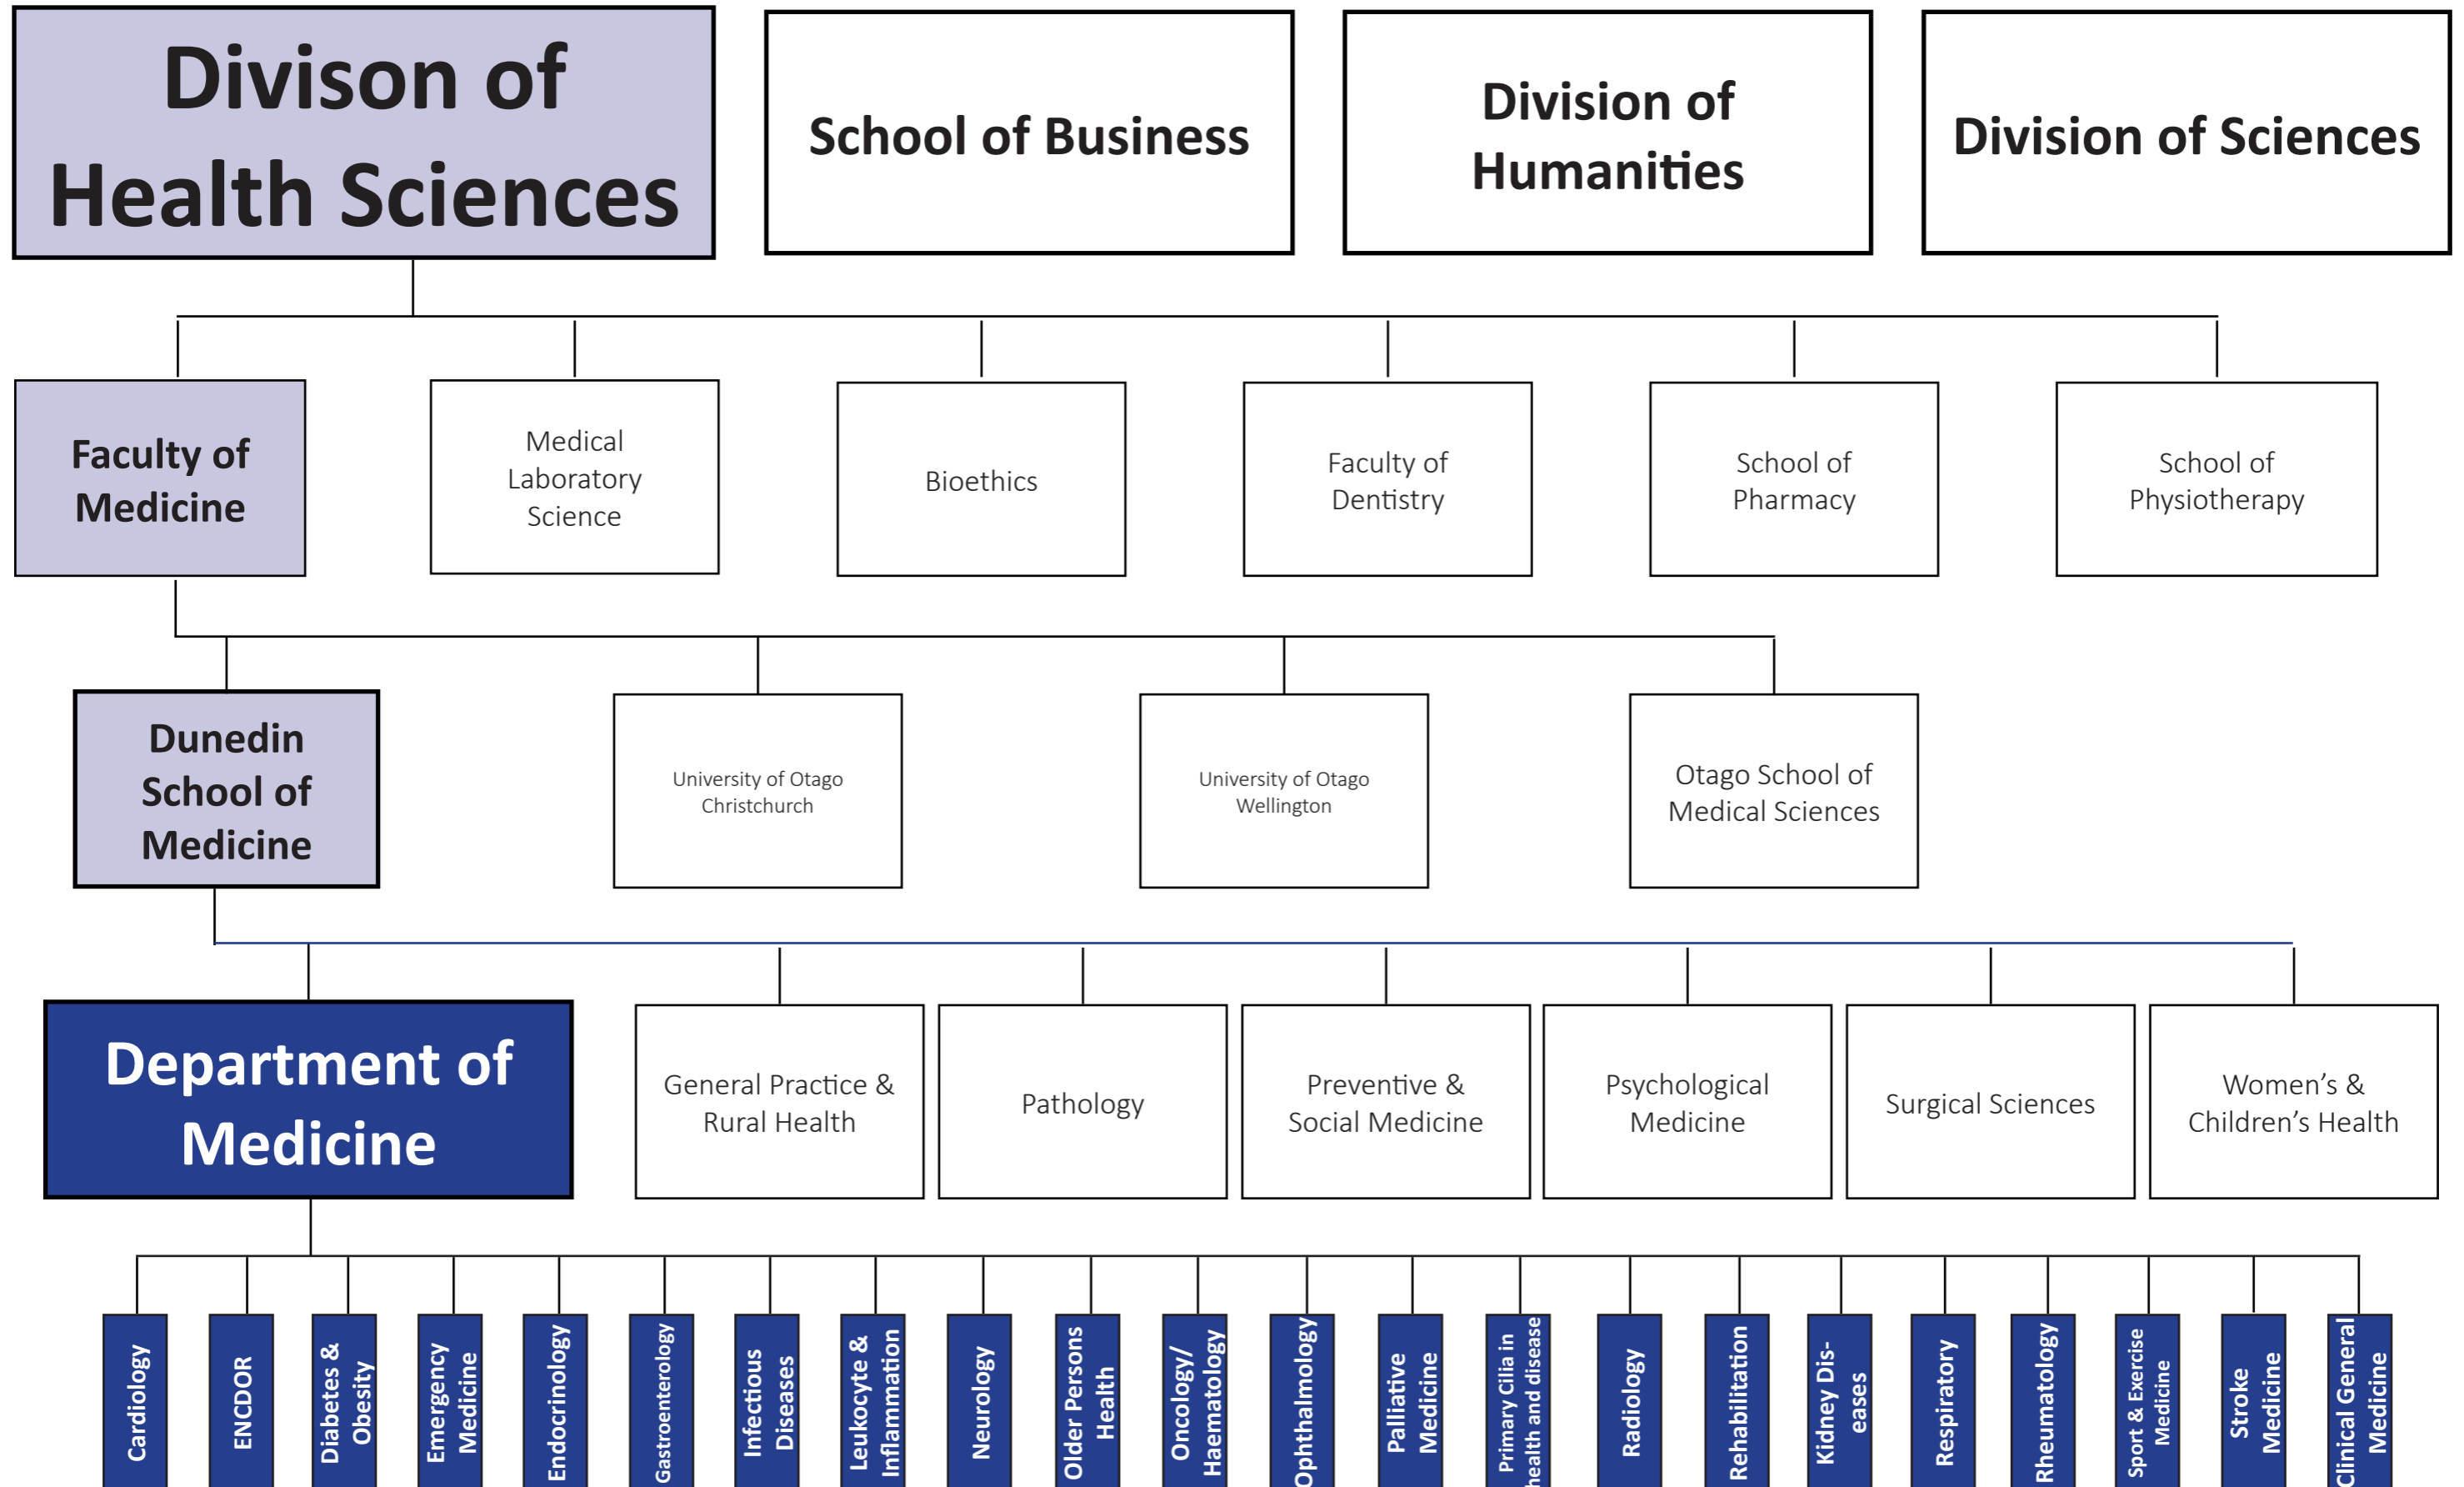 Divison of
Health Sciences
School of Business
Division of
Humanities
Division of Sciences
Faculty of
Medicine
Medical
Laboratory
Science
Bioethics
Faculty of
Dentistry
School of
Pharmacy
School of
Physiotherapy
Dunedin
School of
Medicine
University of Otago
Christchurch
University of Otago
Wellington
Otago School of
Medical Sciences
Department of
Medicine
General Practice &
Rural Health
Pathology
Preventive &
Social Medicine
Psychological
Medicine
Surgical Sciences
Women’s &
Children’s Health
Cardiology
ENCDOR
Diabetes &
Obesity
Emergency
Medicine
Endocrinology
Gastroenterology
Infectious
Diseases
Leukocyte &
Inflammation
Neurology
Older Persons
Health
Oncology/
Haematology
Ophthalmology
Palliative
Medicine
Primary Cilia in
health and disease
Radiology
Rehabilitation
Kidney Dis-
eases
Respiratory
Rheumatology
Sport & Exercise
Medicine
Stroke
Medicine
Clinical General
Medicine